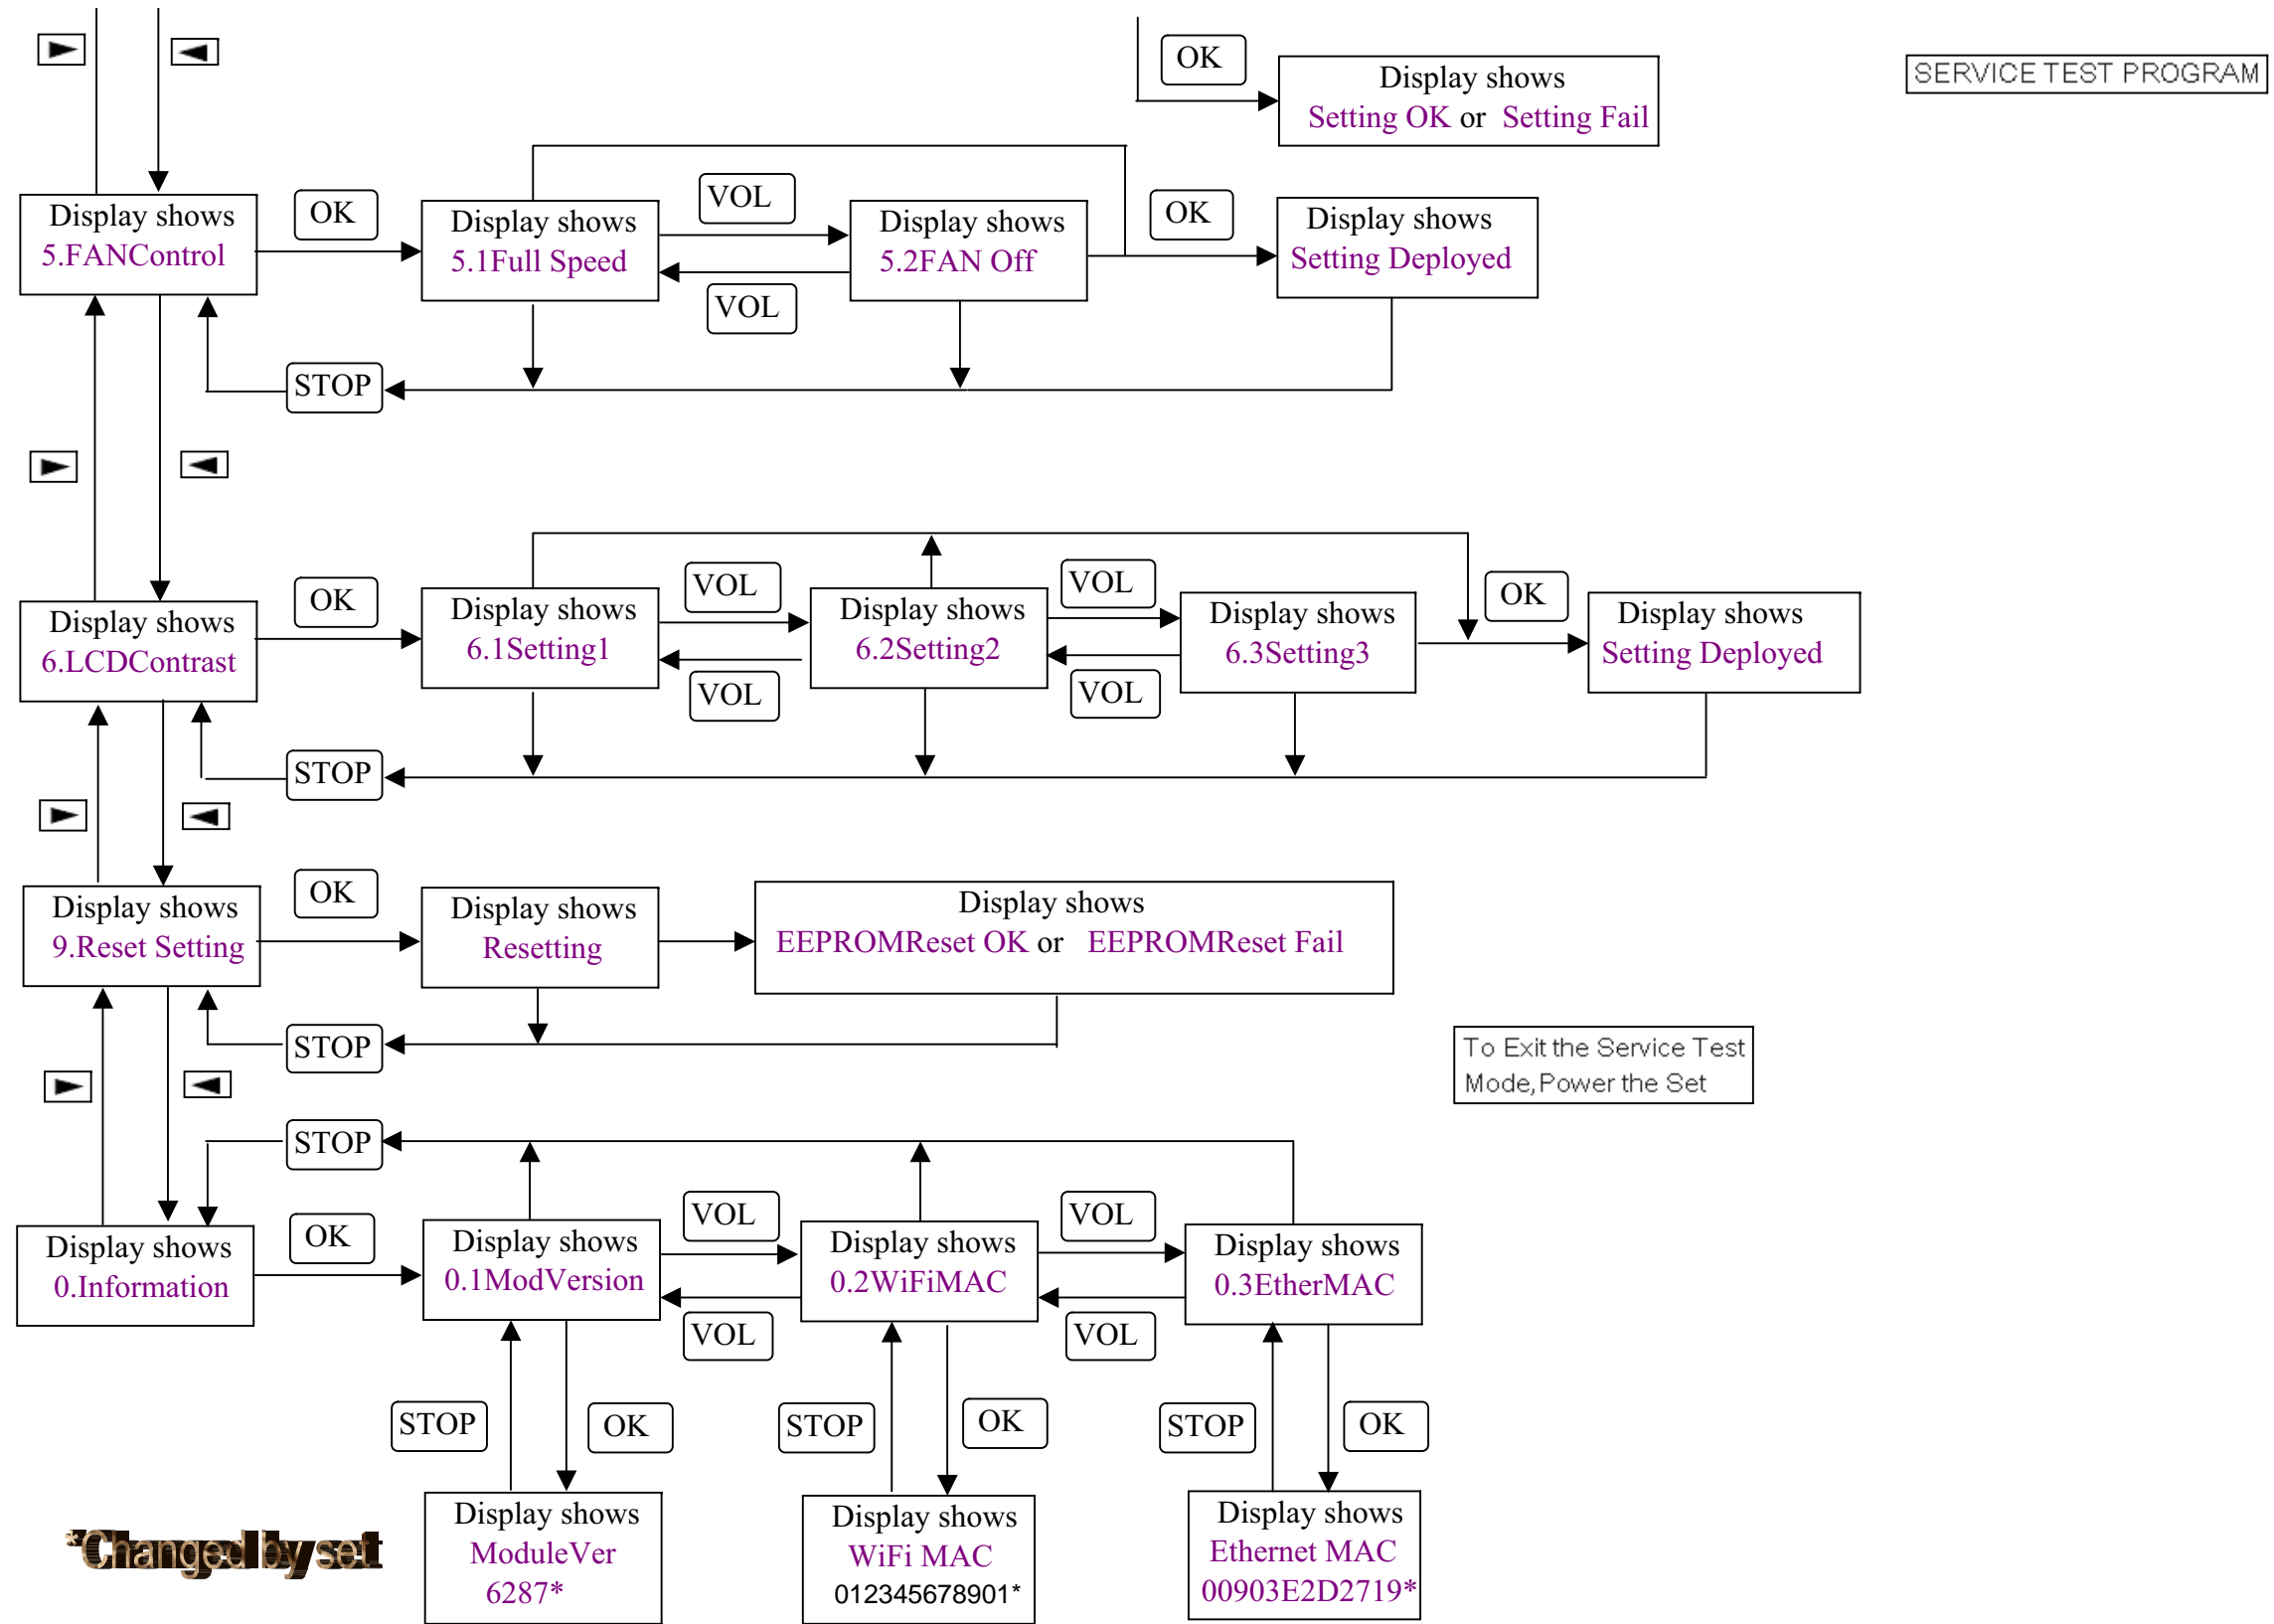 OK
Display shows
Setting OK or Setting Fail
SERVICE TEST PROGRAM
Display shows
5.FANControl
OK
Display shows
5.1Full Speed
VOL
VOL
Display shows
5.2FAN Off
OK
Display shows
Setting Deployed
STOP
Display shows
6.LCDContrast
OK
Display shows
6.1Setting1
VOL
VOL
Display shows
6.2Setting2
VOL
VOL
Display shows
6.3Setting3
OK
Display shows
Setting Deployed
STOP
Display shows
9.Reset Setting
OK
Display shows
Resetting
Display shows
EEPROMReset OK or EEPROMReset Fail
STOP
To Exit the Service Test
Mode,Power the Set
STOP
Display shows
0.Information
OK
Display shows
0.1ModVersion
VOL
VOL
Display shows
0.2WiFiMAC
VOL
VOL
Display shows
0.3EtherMAC
STOP
OK
STOP
OK
STOP
OK
*Changed by set
Display shows
ModuleVer
6287*
Display shows
WiFi MAC
012345678901*
Display shows
Ethernet MAC
00903E2D2719*